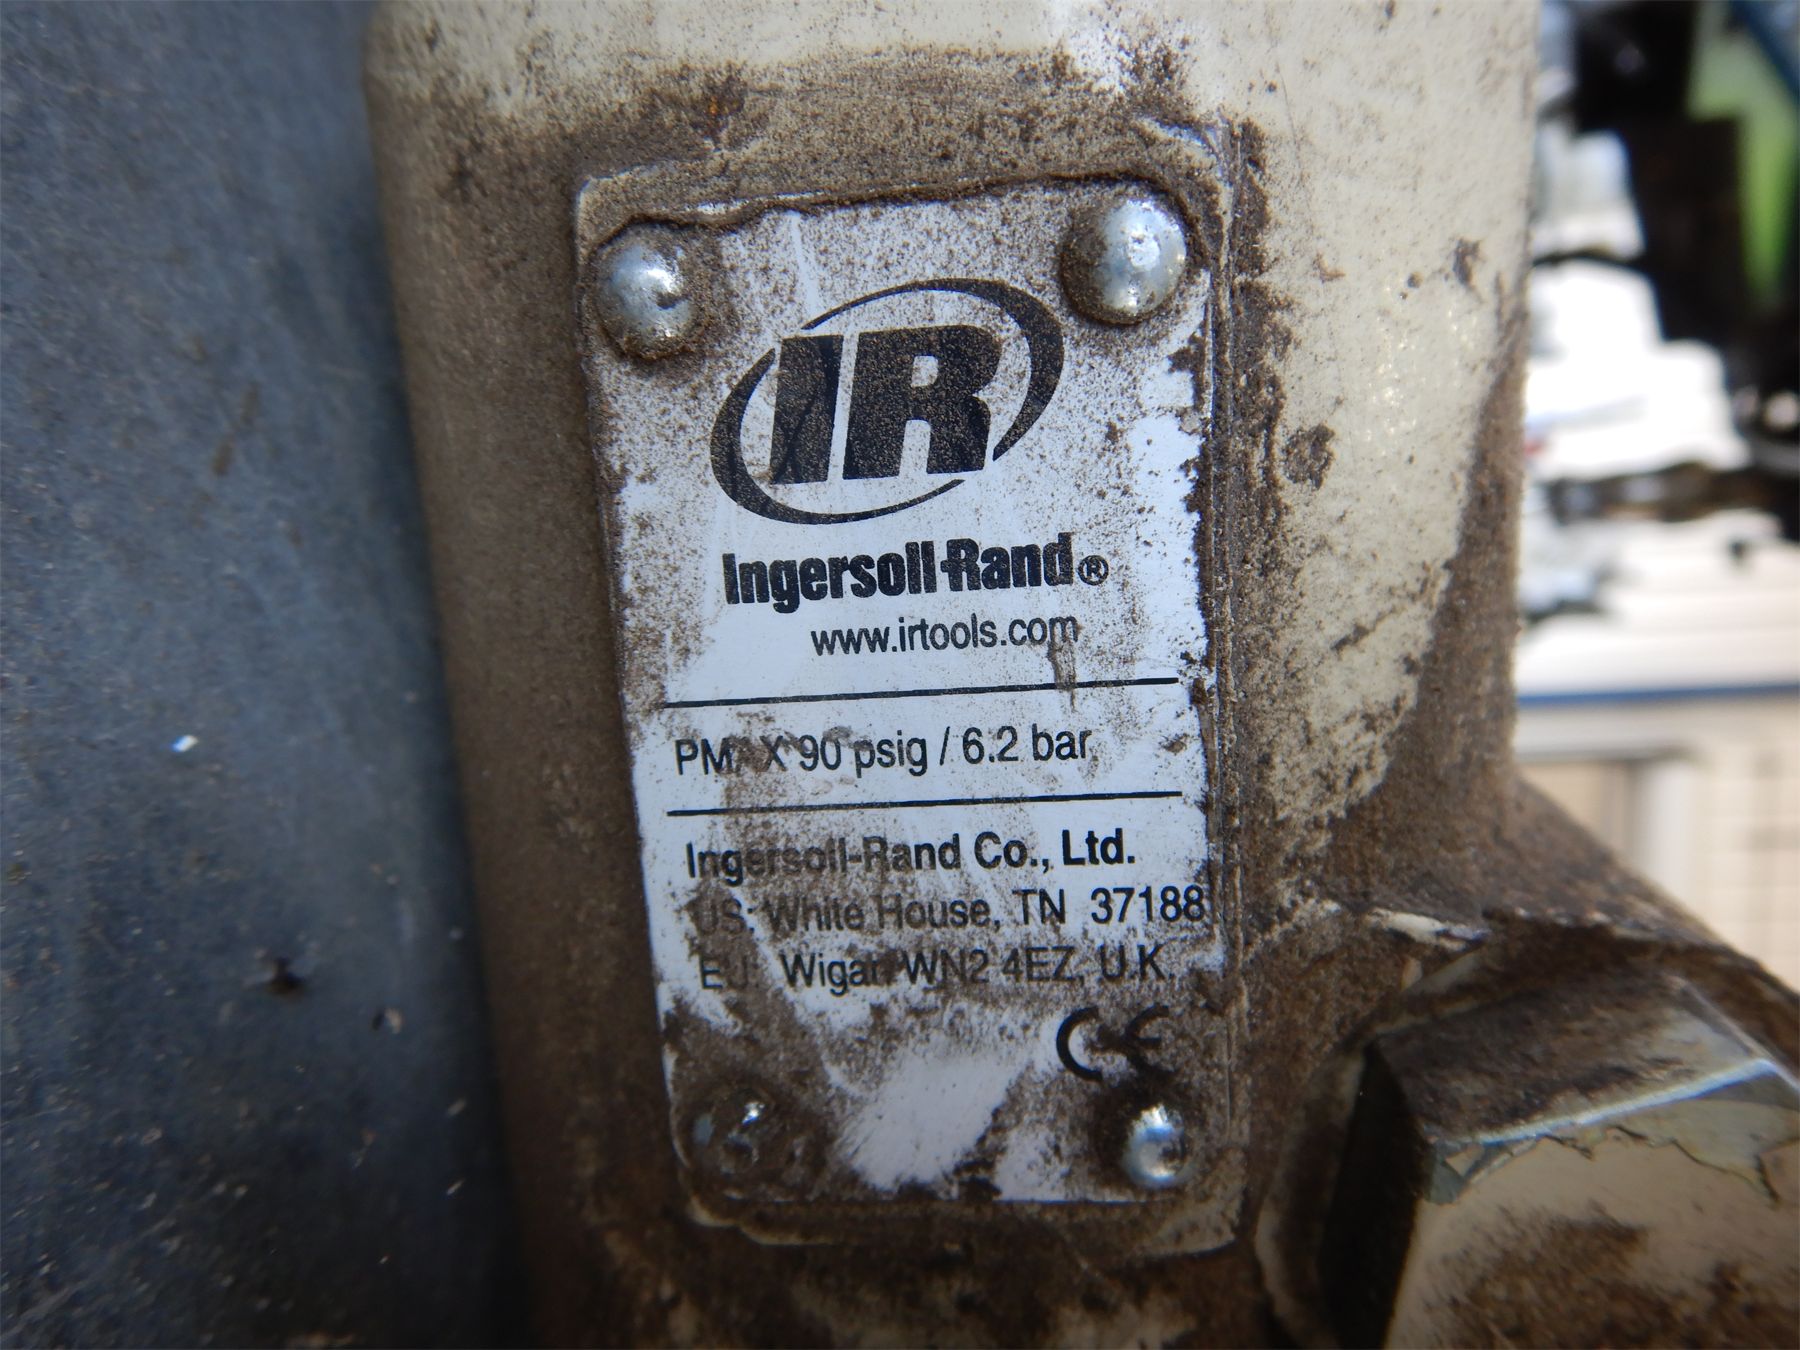 IR
Ingersoll-Rand®
www.irtools.com
PMAX 90 psig / 6.2 bar
Ingersoll-Rand Co., Ltd.
US: White House, TN 37188
EU: Wigan WN2 4EZ, U.K.
CE